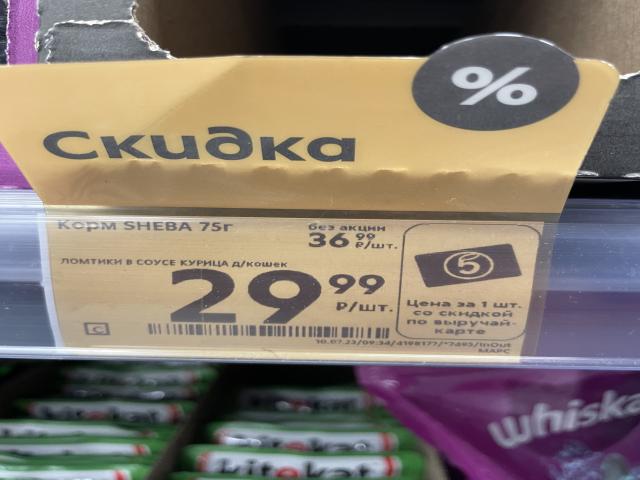 %
Скидка
Корм SHEBA 75г
без акции
36 99 ₽/шт.
ломтики в соусе курица д/кошек
29 99 ₽/шт.
5
Цена за 1 шт.
со скидкой
по выручай-
карте
С
10.07.23/09:34/4198177/*7493/InOut
МАРС
kitekat
kitekat
whiska